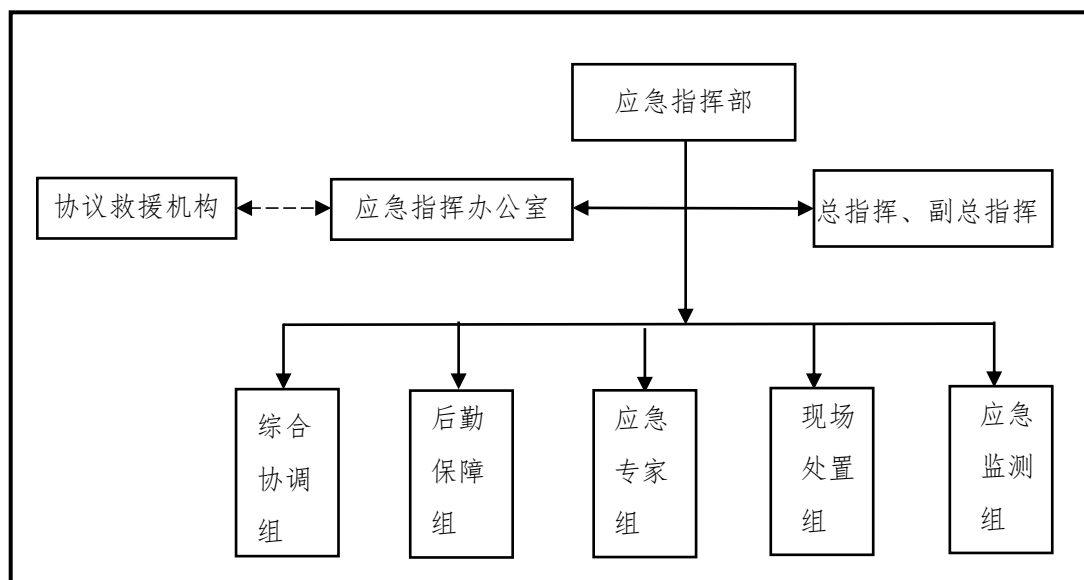 应急指挥部
协议救援机构
应急指挥办公室
总指挥、副总指挥
综合
协调
组
后勤
保障
组
应急
专家
组
现场
处置
组
应急
监测
组